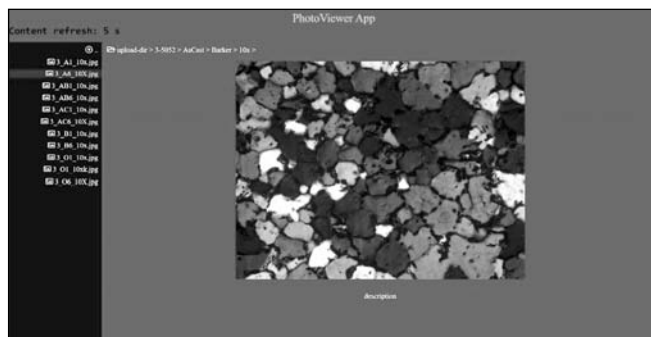 PhotoViewer App
Content refresh: 5 s
upload-dir > 3-5052 > AsCast > Barker > 10x >
..
3_A1_10x.jpg
3_A6_10X.jpg
3_AB1_10x.jpg
3_AB6_10x.jpg
3_AC1_10x.jpg
3_AC6_10X.jpg
3_B1_10x.jpg
3_B6_10x.jpg
3_O1_10x.jpg
3_O1_10xk.jpg
3_O6_10X.jpg
description